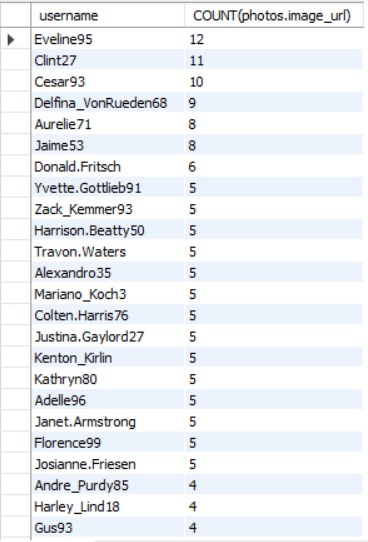 username COUNT(photos.image_url)
Eveline95 12
Clint27 11
Cesar93 10
Delfina_VonRueden68 9
Aurelie71 8
Jaime53 8
Donald.Fritsch 6
Yvette.Gottlieb91 5
Zack_Kemmer93 5
Harrison.Beatty50 5
Travon.Waters 5
Alexandro35 5
Mariano_Koch3 5
Colten.Harris76 5
Justina.Gaylord27 5
Kenton_Kirlin 5
Kathryn80 5
Adelle96 5
Janet.Armstrong 5
Florence99 5
Josianne.Friesen 5
Andre_Purdy85 4
Harley_Lind18 4
Gus93 4